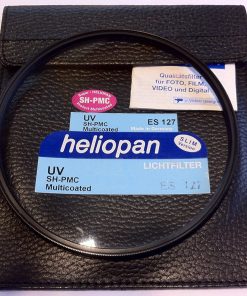 SH-PMC
Qualitätsfilter
für FOTO, FILM,
VIDEO und Digital
UV
SH-PMC
Multicoated
ES 127
Made in Germany
heliopan
SLIM
Version
LICHTFILTER
UV
SH-PMC
Multicoated
ES 127